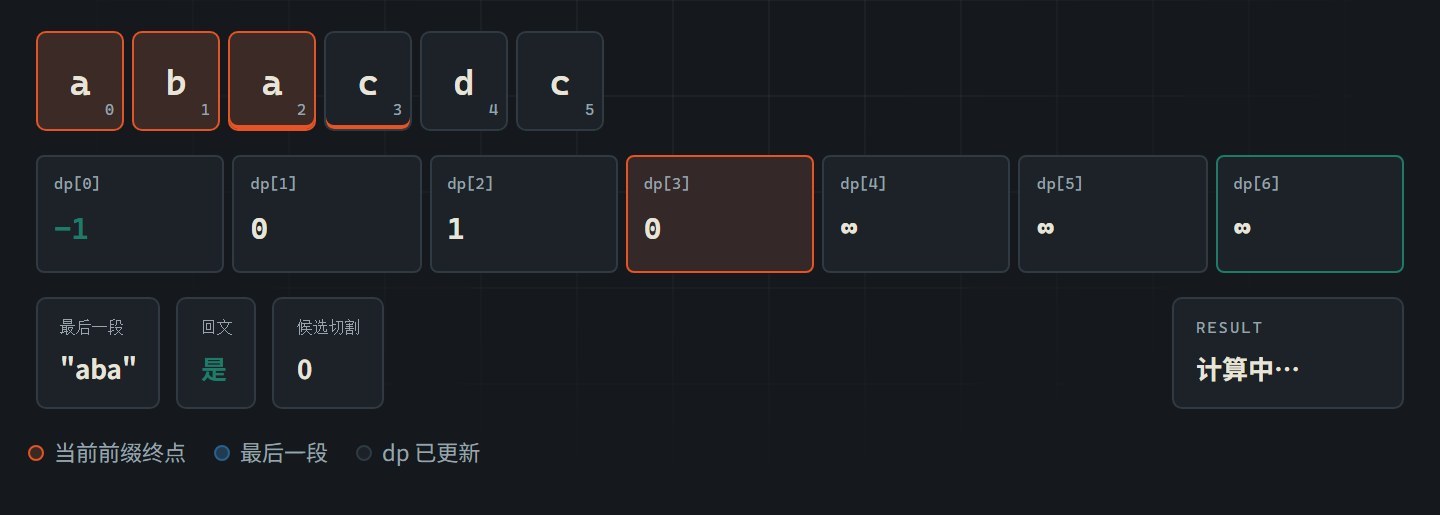 a 0 b 1 a 2 c 3 d 4 c 5
dp[0] dp[1] dp[2] dp[3] dp[4] dp[5] dp[6]
−1 0 1 0 ∞ ∞ ∞
最后一段 回文 候选切割 RESULT
"aba" 是 0 计算中…
当前前缀终点 最后一段 dp 已更新